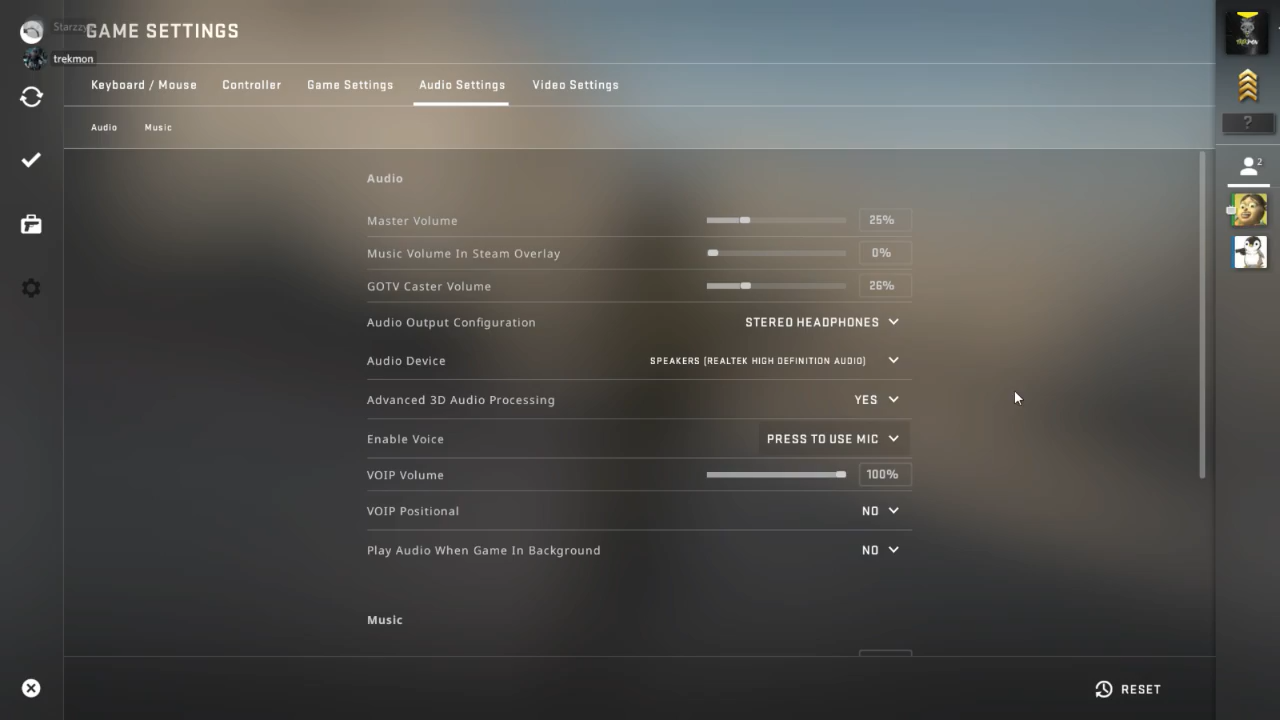 Starzzy
GAME SETTINGS
trekmon
Keyboard / Mouse
Controller
Game Settings
Audio Settings
Video Settings
Audio
Music
?
2
Audio
Master Volume 25%
Music Volume In Steam Overlay 0%
GOTV Caster Volume 26%
Audio Output Configuration STEREO HEADPHONES
Audio Device SPEAKERS (REALTEK HIGH DEFINITION AUDIO)
Advanced 3D Audio Processing YES
Enable Voice PRESS TO USE MIC
VOIP Volume 100%
VOIP Positional NO
Play Audio When Game In Background NO
Music
RESET